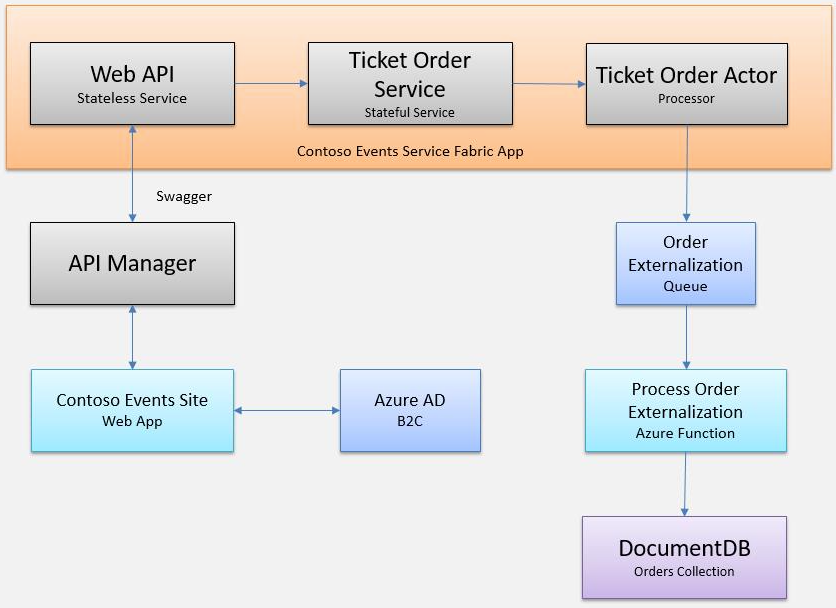 Web API
Stateless Service
Ticket Order
Service
Stateful Service
Ticket Order Actor
Processor
Contoso Events Service Fabric App
Swagger
API Manager
Order
Externalization
Queue
Contoso Events Site
Web App
Azure AD
B2C
Process Order
Externalization
Azure Function
DocumentDB
Orders Collection